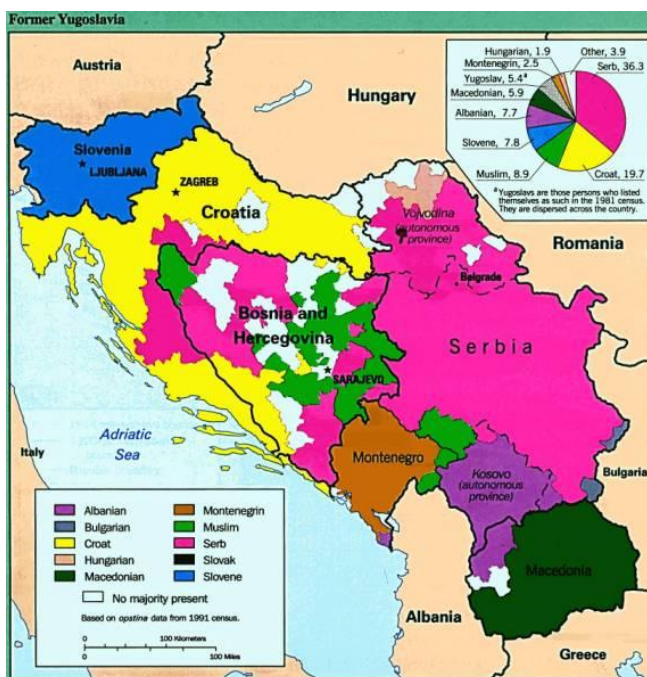 Former Yugoslavia
Austria
Hungary
Hungarian, 1.9
Other, 3.9
Montenegrin, 2.5
Serb, 36.3
Yugoslav, 5.4ª
Macedonian, 5.9
Albanian, 7.7
Slovene, 7.8
Muslim, 8.9
Croat, 19.7
ªYugoslavs are those persons who listed
themselves as such in the 1981 census.
They are dispersed across the country.
Slovenia
LJUBLJANA
ZAGREB
Croatia
Vojvodina
(autonomous
province)
Romania
Belgrade
Bosnia and
Hercegovina
Serbia
SARAJEVO
Adriatic
Sea
Italy
Montenegro
Kosovo
(autonomous
province)
Bulgaria
Macedonia
Albania
Greece
Albanian
Bulgarian
Croat
Hungarian
Macedonian
Montenegrin
Muslim
Serb
Slovak
Slovene
No majority present
Based on opstina data from 1991 census.
0 100 Kilometers
0 100 Miles